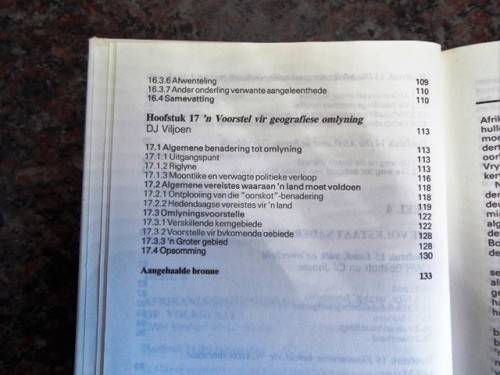 16.3.6 Afwenteling 109
16.3.7 Ander onderling verwante aangeleenthede 110
16.4 Samevatting 110
Hoofstuk 17 'n Voorstel vir geografiese omlyning
DJ Viljoen 113
17.1 Algemene benadering tot omlyning 113
17.1.1 Uitgangspunt 113
17.1.2 Riglyne 113
17.1.3 Moontlike en verwagte politieke verloop 116
17.2 Algemene vereistes waaraan 'n land moet voldoen 118
17.2.1 Ontplooiing van die "oorskot"-benadering 118
17.2.2 Hedendaagse vereistes vir 'n land 119
17.3 Omlyningsvoorstelle 122
17.3.1 Verskillende kerngebiede 122
17.3.2 Voorstelle vir bykomende gebiede 128
17.3.3 'n Groter gebied 128
17.4 Opsomming 130
Aangehaalde bronne 133